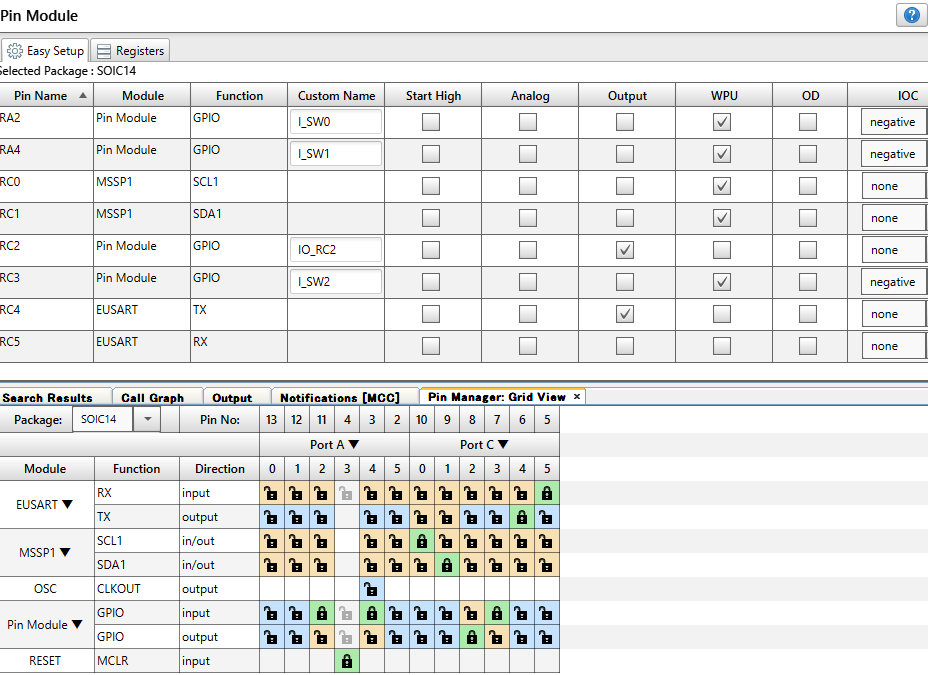 Pin Module
?
Easy Setup Registers
Selected Package : SOIC14
Pin Name Module Function Custom Name Start High Analog Output WPU OD IOC
RA2 Pin Module GPIO I_SW0 negative
RA4 Pin Module GPIO I_SW1 negative
RC0 MSSP1 SCL1 none
RC1 MSSP1 SDA1 none
RC2 Pin Module GPIO IO_RC2 none
RC3 Pin Module GPIO I_SW2 negative
RC4 EUSART TX none
RC5 EUSART RX none
Search Results Call Graph Output Notifications [MCC] Pin Manager: Grid View ×
Package: SOIC14 Pin No: 13 12 11 4 3 2 10 9 8 7 6 5
Port A ▼ Port C ▼
Module Function Direction 0 1 2 3 4 5 0 1 2 3 4 5
EUSART ▼ RX input
TX output
MSSP1 ▼ SCL1 in/out
SDA1 in/out
OSC CLKOUT output
Pin Module ▼ GPIO input
GPIO output
RESET MCLR input